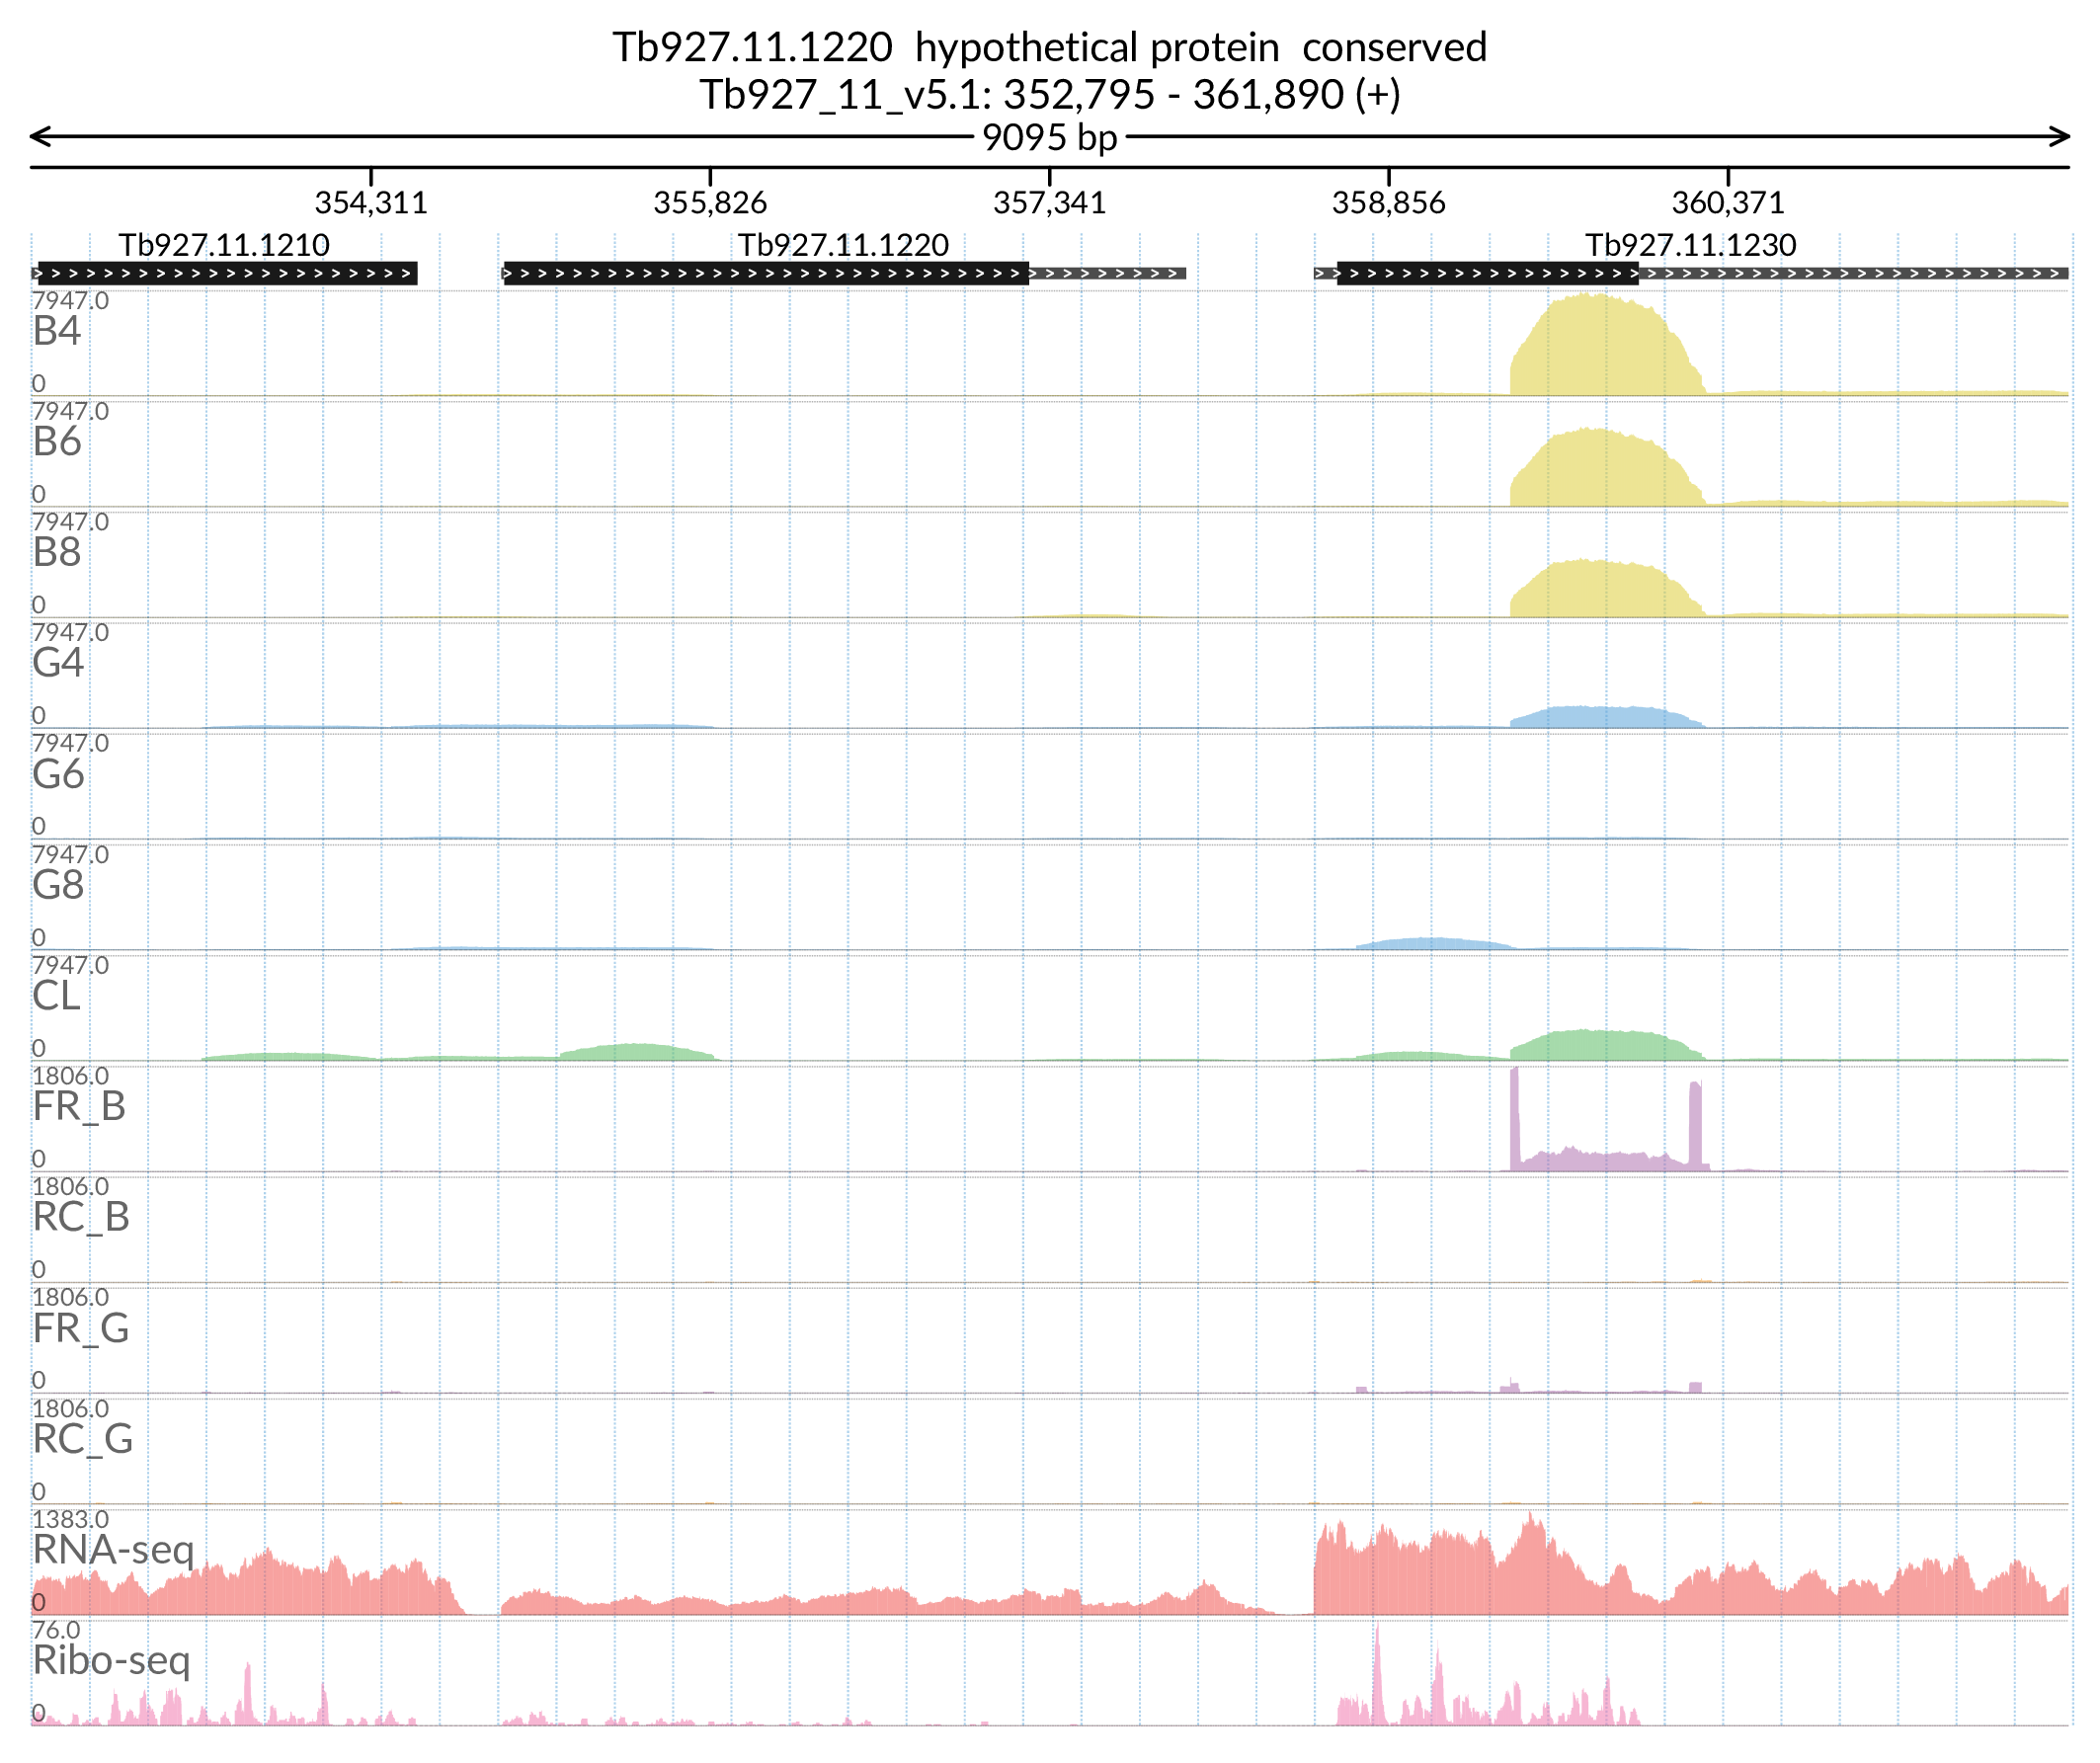 Tb927.11.1220  hypothetical protein  conserved
Tb927_11_v5.1: 352,795 - 361,890 (+)
9095 bp
354,311 355,826 357,341 358,856 360,371
Tb927.11.1210 Tb927.11.1220 Tb927.11.1230
7947.0
B4
0
7947.0
B6
0
7947.0
B8
0
7947.0
G4
0
7947.0
G6
0
7947.0
G8
0
7947.0
CL
0
1806.0
FR_B
0
1806.0
RC_B
0
1806.0
FR_G
0
1806.0
RC_G
0
1383.0
RNA-seq
0
76.0
Ribo-seq
0